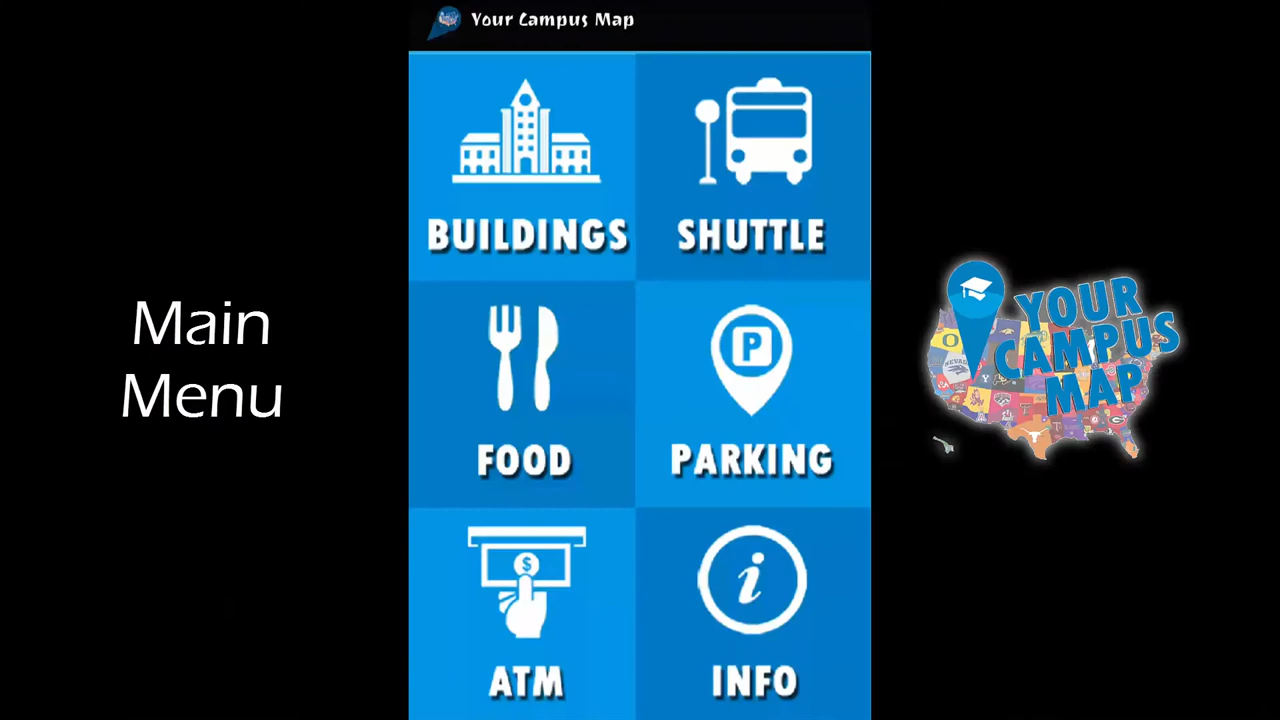 Your Campus Map
BUILDINGS
SHUTTLE
FOOD
P
PARKING
$
ATM
i
INFO
Main
Menu
YOUR
CAMPUS
MAP